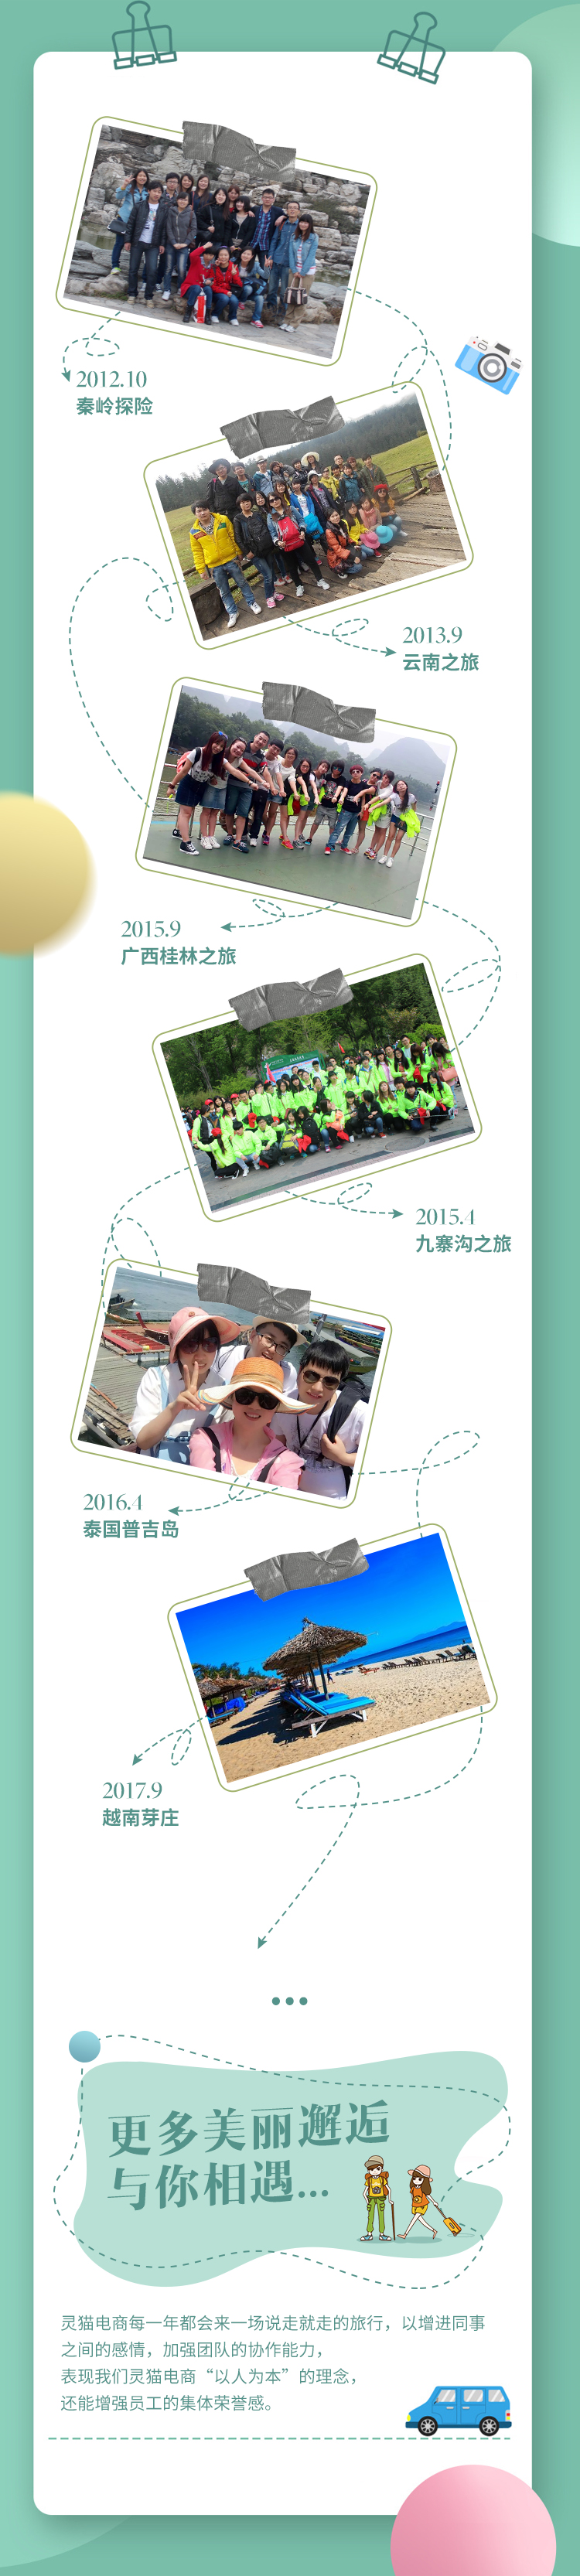 2012.10
秦岭探险
2013.9
云南之旅
2015.9
广西桂林之旅
2015.4
九寨沟之旅
2016.4
泰国普吉岛
2017.9
越南芽庄
更多美丽邂逅
与你相遇...
灵猫电商每一年都会来一场说走就走的旅行，以增进同事
之间的感情，加强团队的协作能力，
表现我们灵猫电商“以人为本”的理念，
还能增强员工的集体荣誉感。